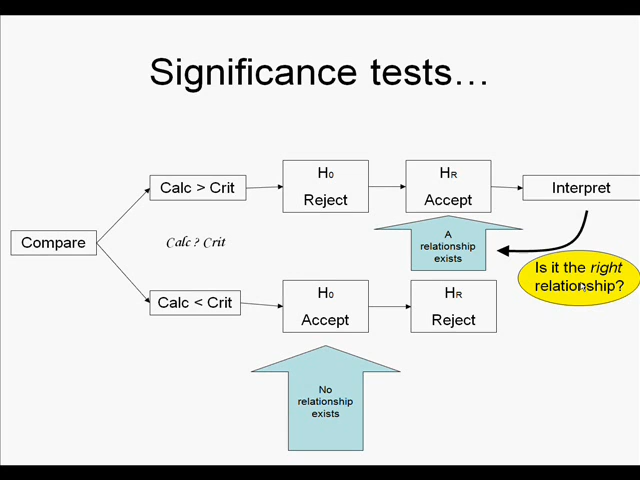 Significance tests…
Compare
Calc > Crit
H0
Reject
HR
Accept
Interpret
Calc ? Crit
A
relationship
exists
Is it the right
relationship?
Calc < Crit
H0
Accept
HR
Reject
No
relationship
exists